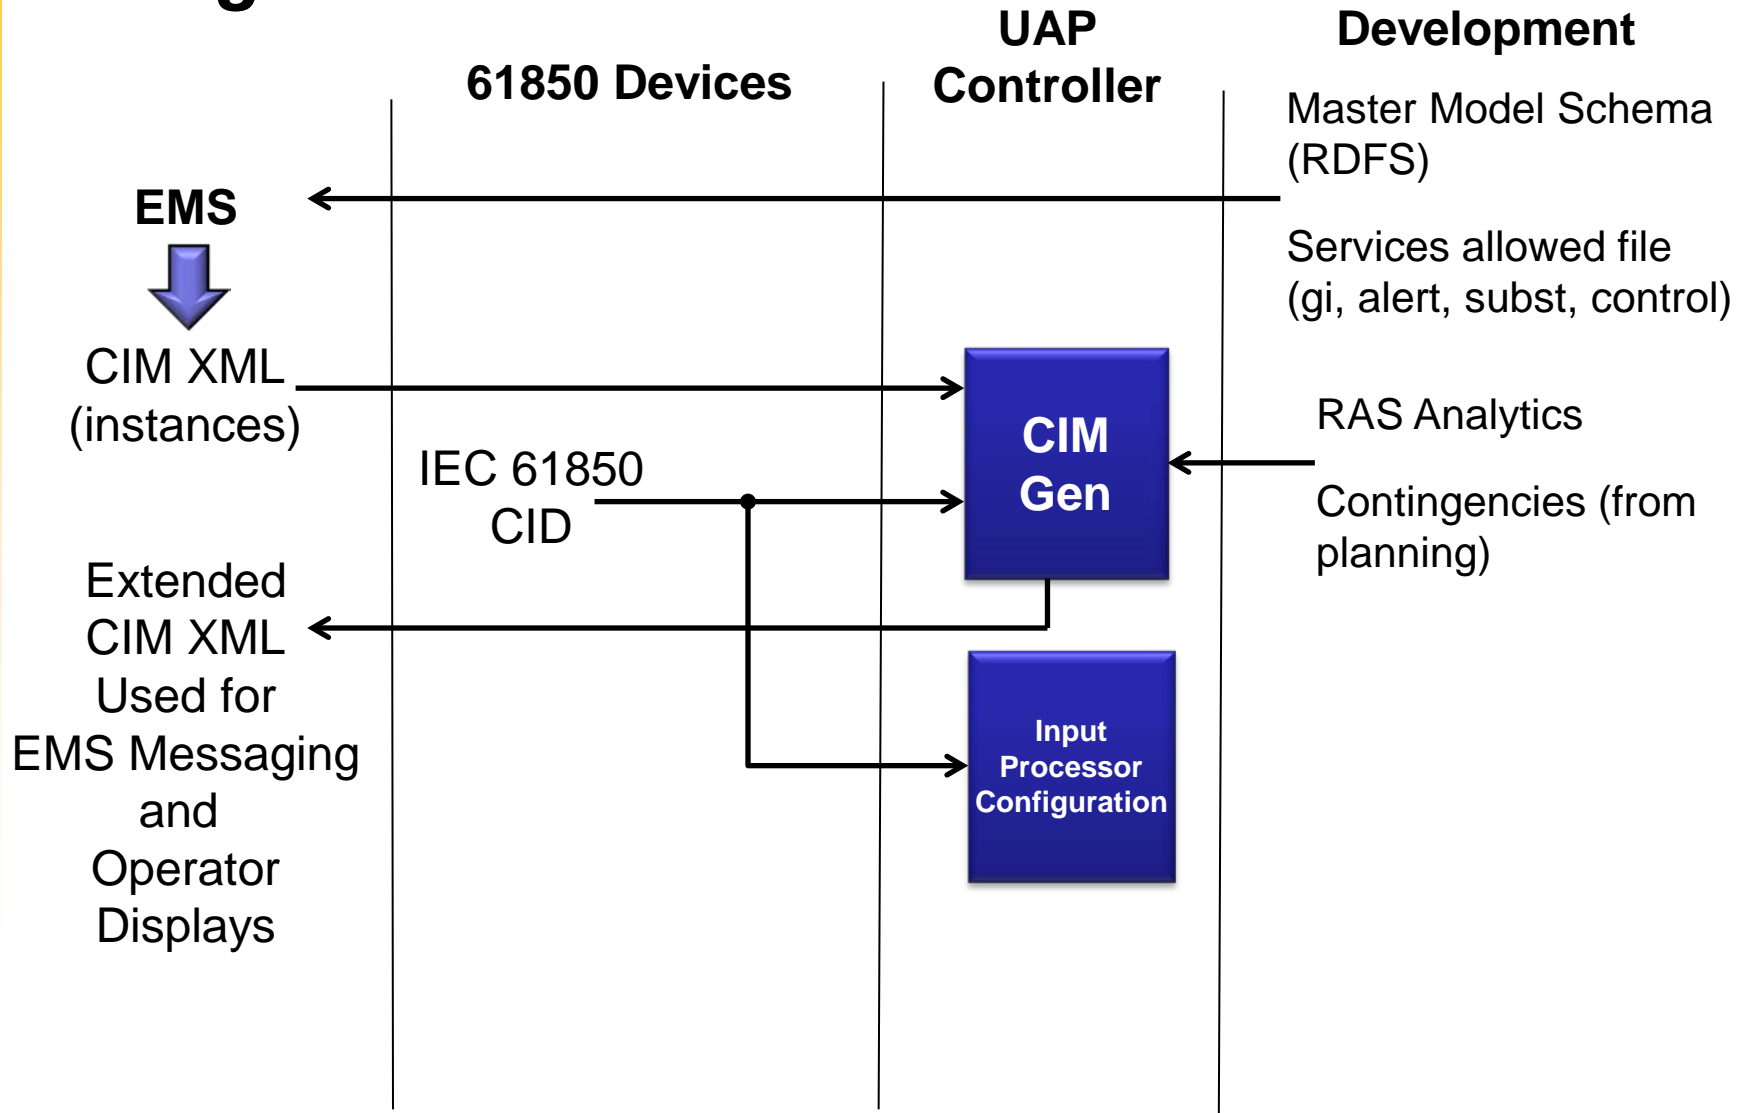 UAP
Controller
Development
61850 Devices
Master Model Schema
(RDFS)
EMS
Services allowed file
(gi, alert, subst, control)
CIM XML
(instances)
CIM
Gen
RAS Analytics
IEC 61850
CID
Contingencies (from
planning)
Extended
CIM XML
Used for
EMS Messaging
and
Operator
Displays
Input
Processor
Configuration